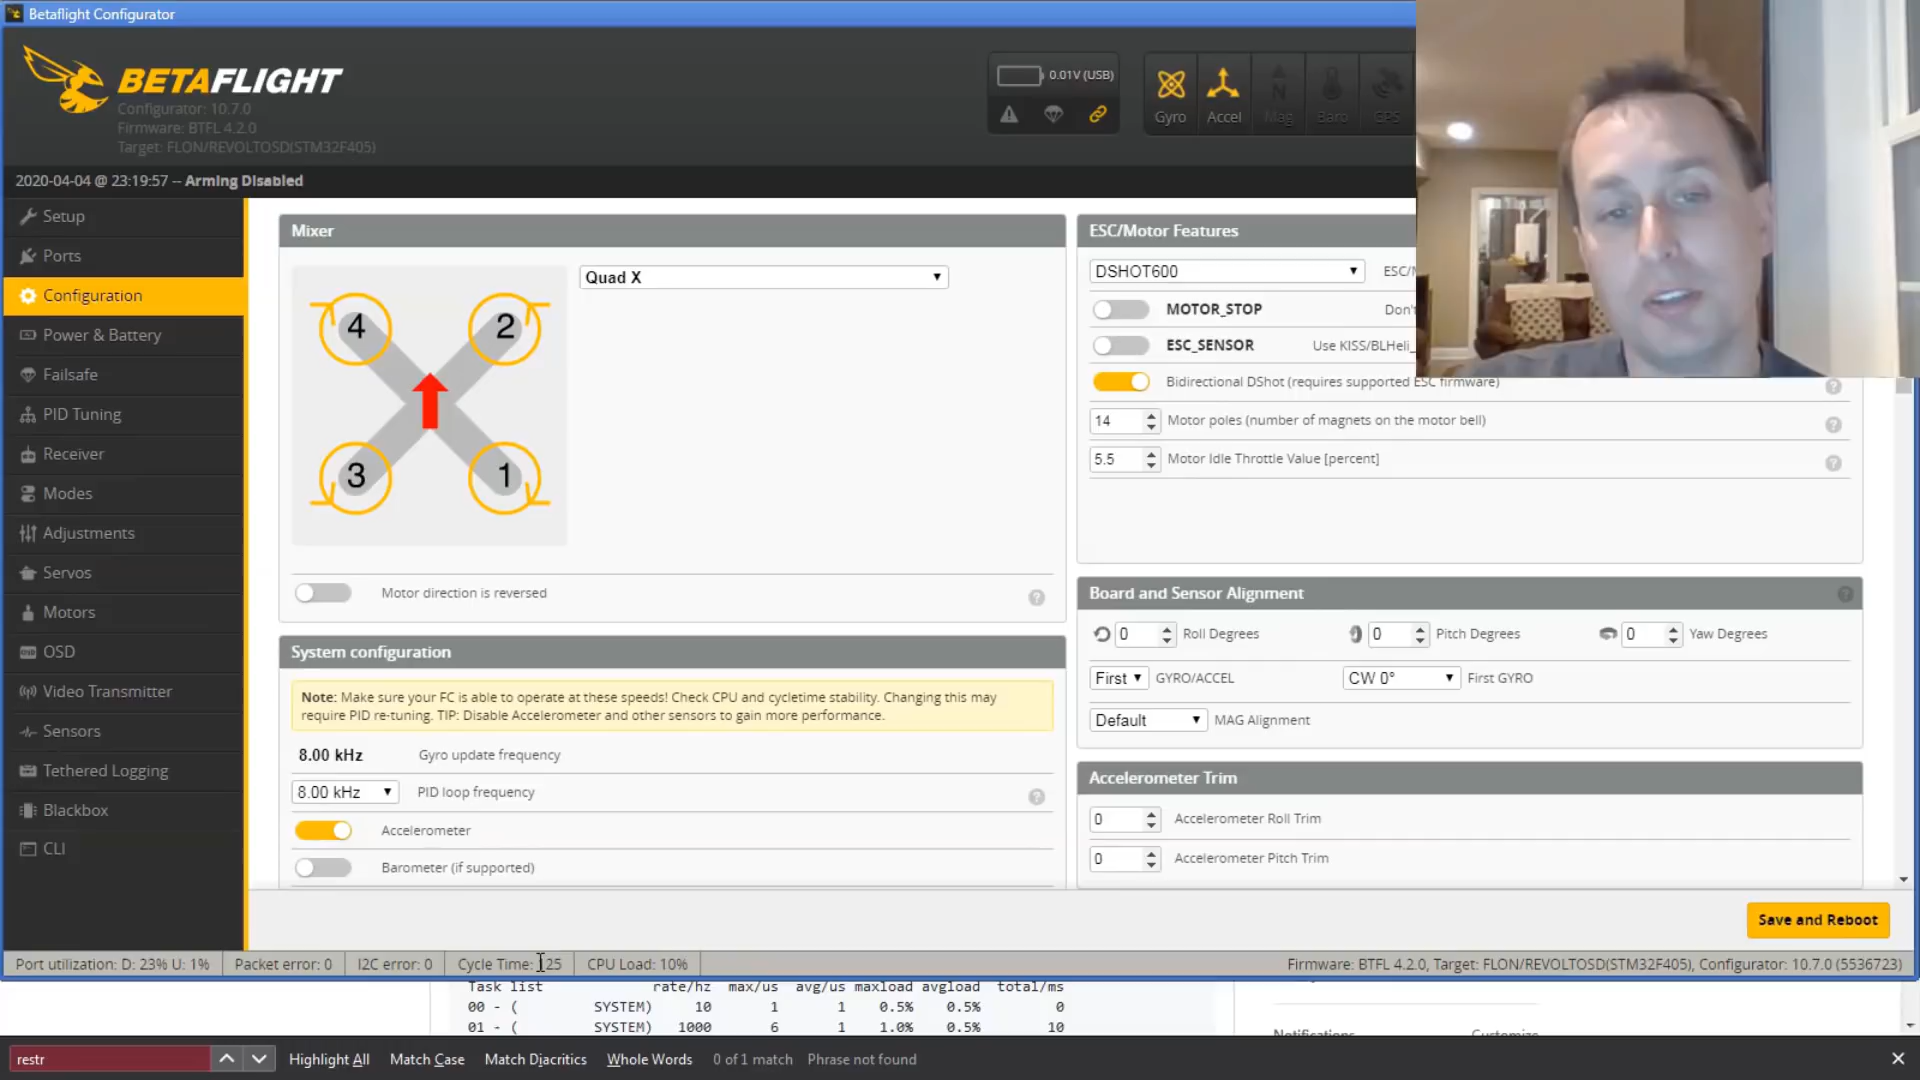 Betaflight Configurator
BETAFLIGHT
Configurator: 10.7.0
Firmware: BTFL 4.2.0
Target: FLON/REVOLTOSD(STM32F405)
0.01V (USB)
Gyro
Accel
Mag
Baro
GPS
2020-04-04 @ 23:19:57 -- Arming Disabled
Setup
Ports
Configuration
Power & Battery
Failsafe
PID Tuning
Receiver
Modes
Adjustments
Servos
Motors
OSD
Video Transmitter
Sensors
Tethered Logging
Blackbox
CLI
Mixer
Quad X
4
2
3
1
Motor direction is reversed
System configuration
Note: Make sure your FC is able to operate at these speeds! Check CPU and cycletime stability. Changing this may
require PID re-tuning. TIP: Disable Accelerometer and other sensors to gain more performance.
8.00 kHz Gyro update frequency
8.00 kHz PID loop frequency
Accelerometer
Barometer (if supported)
ESC/Motor Features
DSHOT600
MOTOR_STOP
ESC_SENSOR Use KISS/BLHeli_
Bidirectional DShot (requires supported ESC firmware)
14 Motor poles (number of magnets on the motor bell)
5.5 Motor Idle Throttle Value [percent]
Board and Sensor Alignment
0 Roll Degrees 0 Pitch Degrees 0 Yaw Degrees
First GYRO/ACCEL CW 0° First GYRO
Default MAG Alignment
Accelerometer Trim
0 Accelerometer Roll Trim
0 Accelerometer Pitch Trim
Save and Reboot
Port utilization: D: 23% U: 1% Packet error: 0 I2C error: 0 Cycle Time: 125 CPU Load: 10% Firmware: BTFL 4.2.0, Target: FLON/REVOLTOSD(STM32F405), Configurator: 10.7.0 (5536723)
Task list rate/hz max/us avg/us maxload avgload total/ms
00 - ( SYSTEM) 10 1 1 0.5% 0.5% 0
01 - ( SYSTEM) 1000 6 1 1.0% 0.5% 10
restr Highlight All Match Case Match Diacritics Whole Words 0 of 1 match Phrase not found